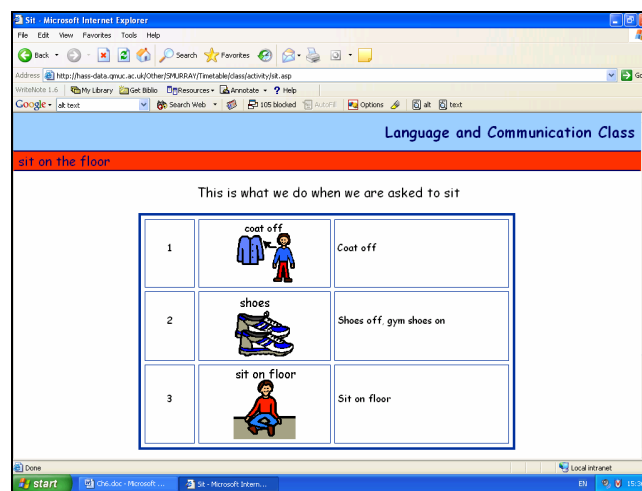 Sit - Microsoft Internet Explorer
File Edit View Favorites Tools Help
Back Search Favorites
Address http://hass-data.qmuc.ac.uk/Other/SMURRAY/Timetable/class/activity/sit.asp Go
WriteNote 1.6 My Library Get Biblio Resources Annotate ? Help
Google alt text Search Web 105 blocked AutoFill Options alt text
Language and Communication Class
sit on the floor
This is what we do when we are asked to sit
coat off
1 Coat off
shoes
2 Shoes off, gym shoes on
sit on floor
3 Sit on floor
Done Local intranet
start Ch6.doc - Microsoft ... Sit - Microsoft Intern... EN